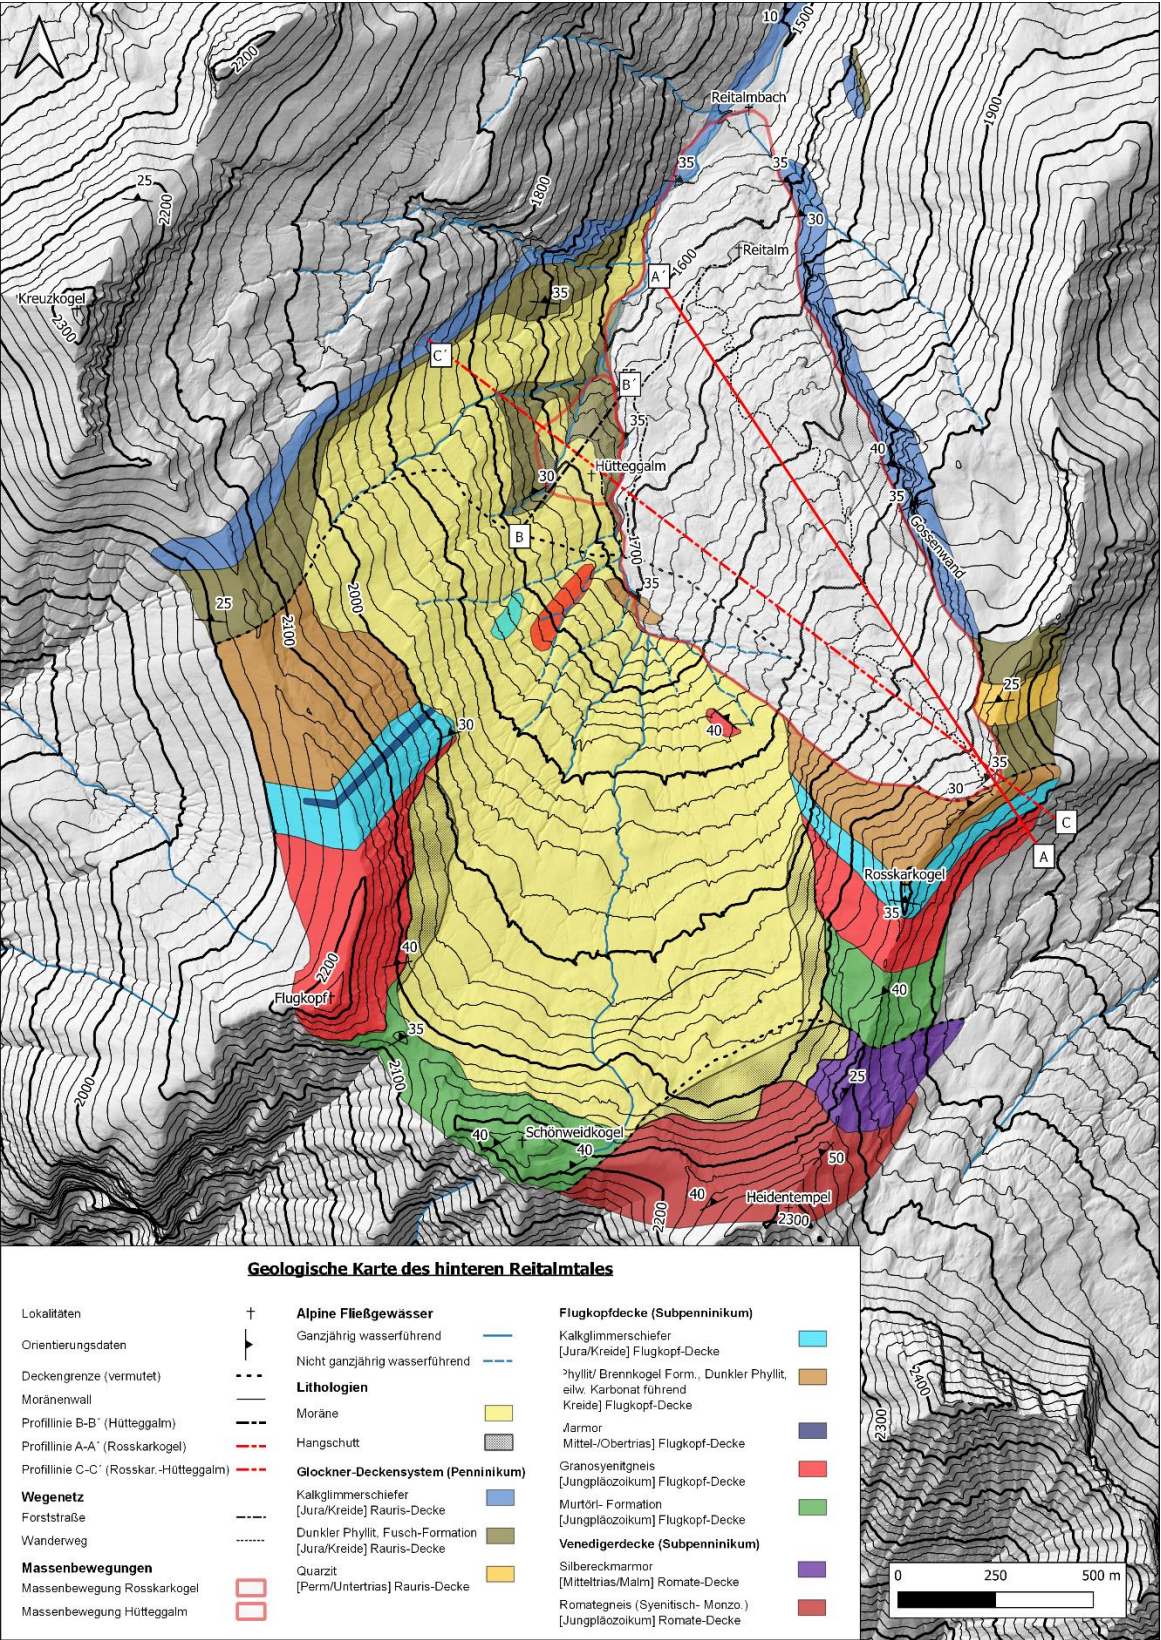 10
1500
2200
Reitalmbach
1900
35
35
25
2200
1800
30
Reitalm
1600
A´
35
Kreuzkogel
2300
C´
B´
35
40
Hütteggalm
30
35
Gossenwand
B
1700
2000
35
25
2100
25
40
30
35
30
C
A
Rosskarkogel
35
40
2200
40
Flugkopf
35
2100
25
2000
40
Schönweidkogel
40
50
40
Heidentempel
2200
2300
2400
2300
Geologische Karte des hinteren Reitalmtales
Lokalitäten
Orientierungsdaten
Deckengrenze (vermutet)
Moränenwall
Profillinie B-B´ (Hütteggalm)
Profillinie A-A´ (Rosskarkogel)
Profillinie C-C´ (Rosskar.-Hütteggalm)
Wegenetz
Forststraße
Wanderweg
Massenbewegungen
Massenbewegung Rosskarkogel
Massenbewegung Hütteggalm
Alpine Fließgewässer
Ganzjährig wasserführend
Nicht ganzjährig wasserführend
Lithologien
Moräne
Hangschutt
Glockner-Deckensystem (Penninikum)
Kalkglimmerschiefer
[Jura/Kreide] Rauris-Decke
Dunkler Phyllit, Fusch-Formation
[Jura/Kreide] Rauris-Decke
Quarzit
[Perm/Untertrias] Rauris-Decke
Flugkopfdecke (Subpenninikum)
Kalkglimmerschiefer
[Jura/Kreide] Flugkopf-Decke
Phyllit/ Brennkogel Form., Dunkler Phyllit,
eilw. Karbonat führend
Kreide] Flugkopf-Decke
Marmor
Mittel-/Obertrias] Flugkopf-Decke
Granosyenitgneis
[Jungpläozoikum] Flugkopf-Decke
Murtörl- Formation
[Jungpläozoikum] Flugkopf-Decke
Venedigerdecke (Subpenninikum)
Silbereckmarmor
[Mitteltrias/Malm] Romate-Decke
Romategneis (Syenitisch- Monzo.)
[Jungpläozoikum] Romate-Decke
0 250 500 m